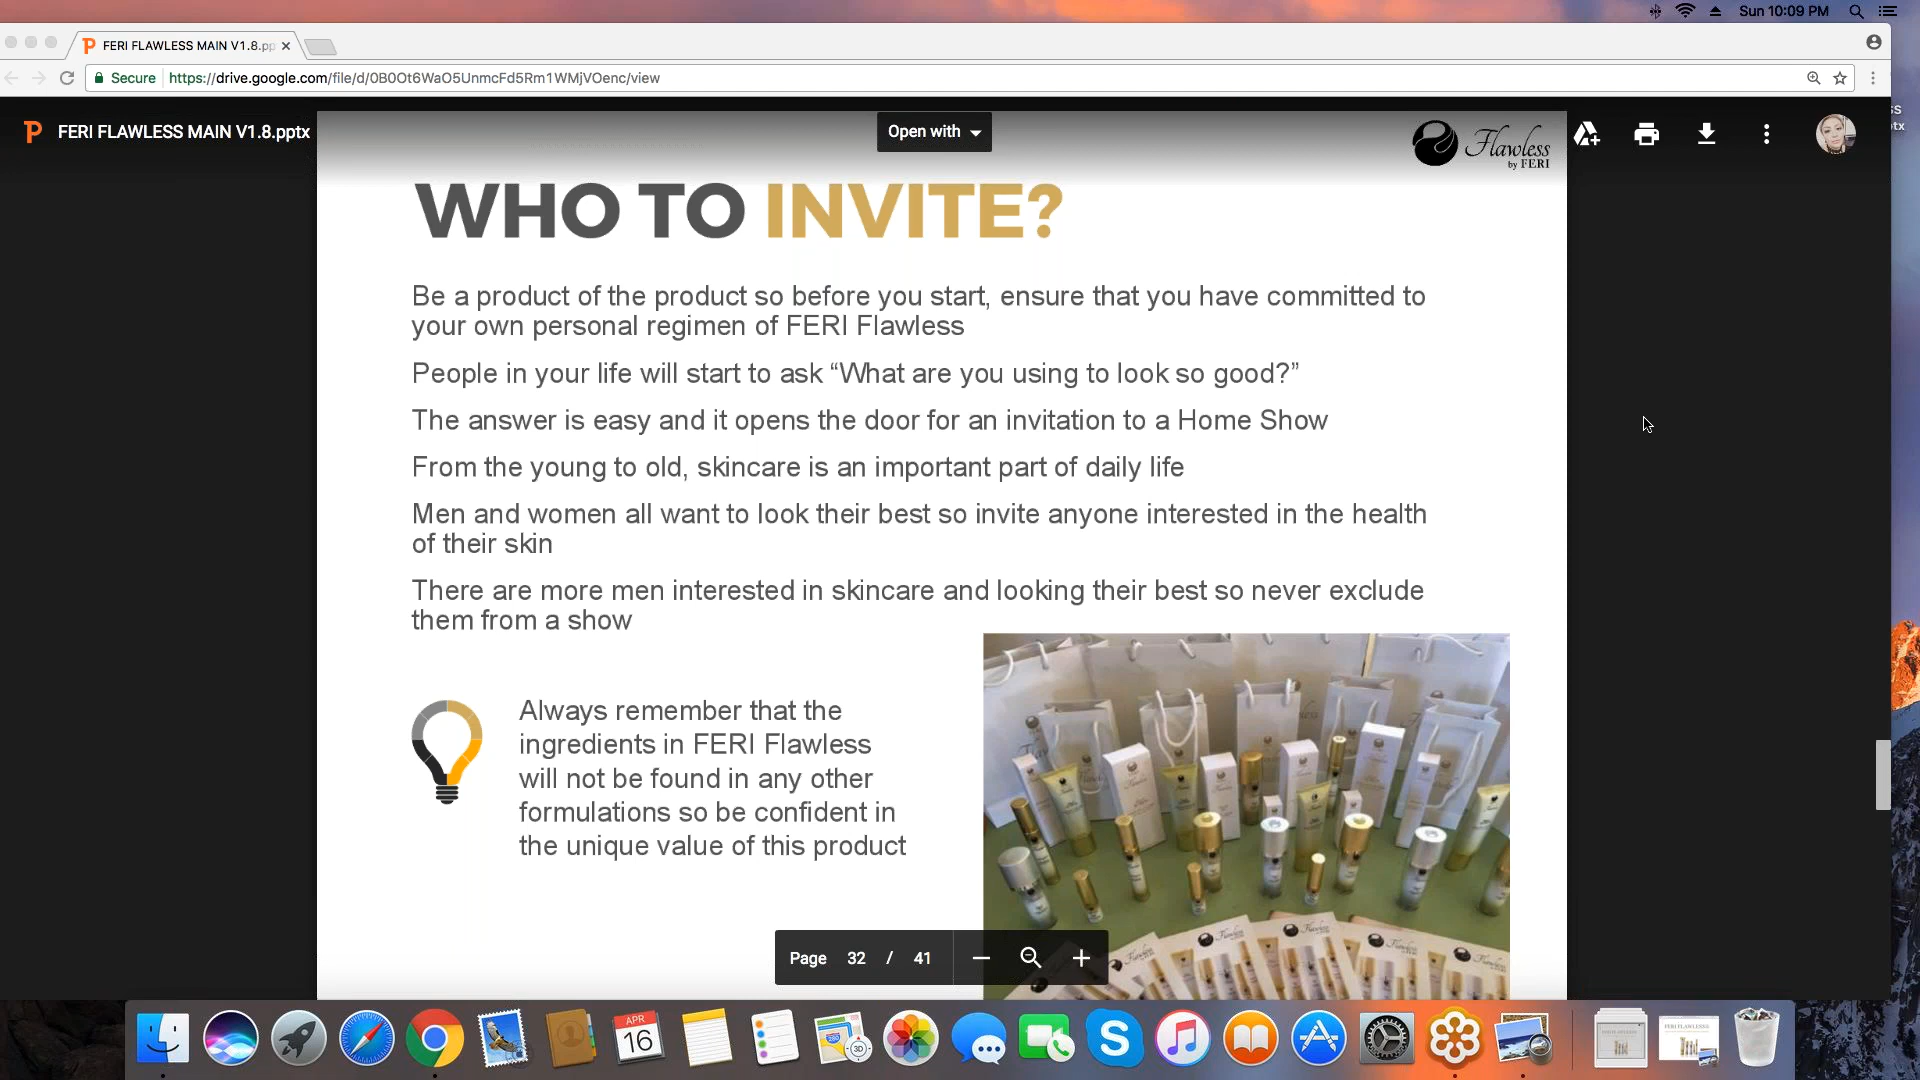 Sun 10:09 PM
FERI FLAWLESS MAIN V1.8.pp
Secure
https://drive.google.com/file/d/0B0Ot6WaO5UnmcFd5Rm1WMjVOenc/view
FERI FLAWLESS MAIN V1.8.pptx
Open with
Flawless
by FERI
WHO TO INVITE?
Be a product of the product so before you start, ensure that you have committed to
your own personal regimen of FERI Flawless
People in your life will start to ask “What are you using to look so good?”
The answer is easy and it opens the door for an invitation to a Home Show
From the young to old, skincare is an important part of daily life
Men and women all want to look their best so invite anyone interested in the health
of their skin
There are more men interested in skincare and looking their best so never exclude
them from a show
Always remember that the
ingredients in FERI Flawless
will not be found in any other
formulations so be confident in
the unique value of this product
Page 32 / 41
APR
16